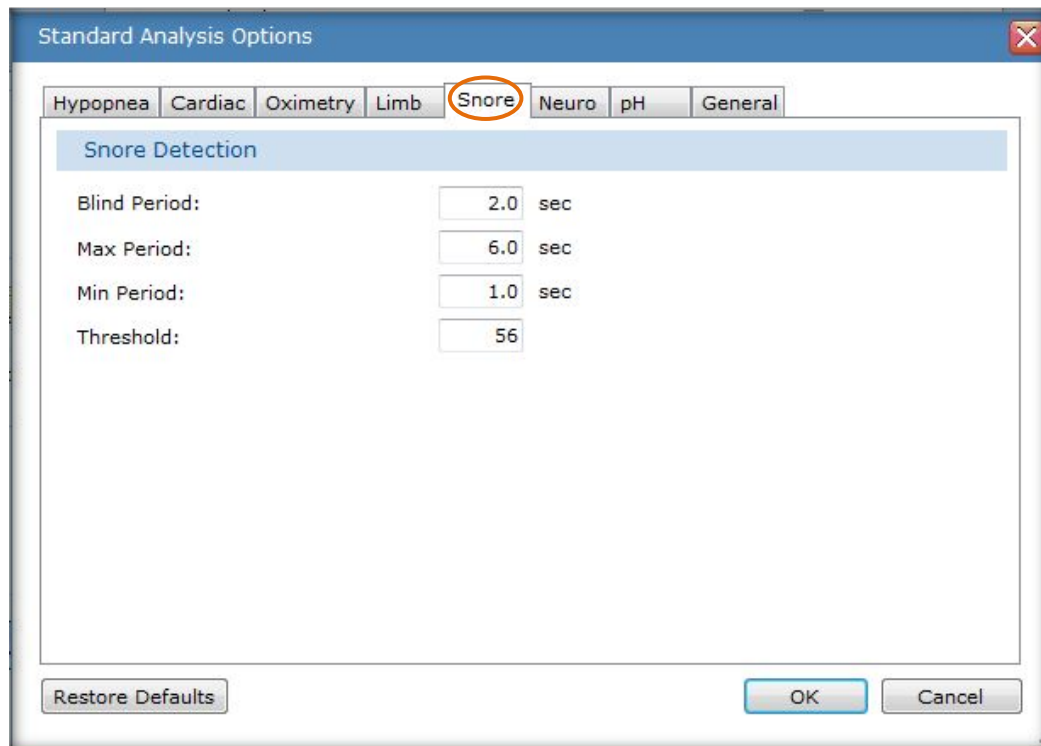 Standard Analysis Options
Hypopnea Cardiac Oximetry Limb Snore Neuro pH General
Snore Detection
Blind Period: 2.0 sec
Max Period: 6.0 sec
Min Period: 1.0 sec
Threshold: 56
Restore Defaults OK Cancel